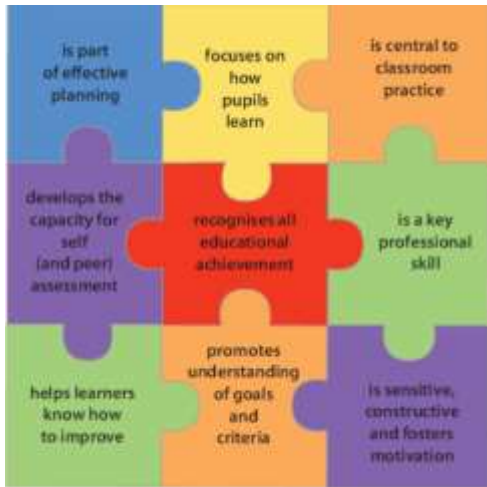 is part
of effective
planning
focuses on
how
pupils
learn
is central to
classroom
practice
develops the
capacity for
self
(and peer)
assessment
recognises all
educational
achievement
is a key
professional
skill
helps learners
know how
to improve
promotes
understanding
of goals
and
criteria
is sensitive,
constructive
and fosters
motivation